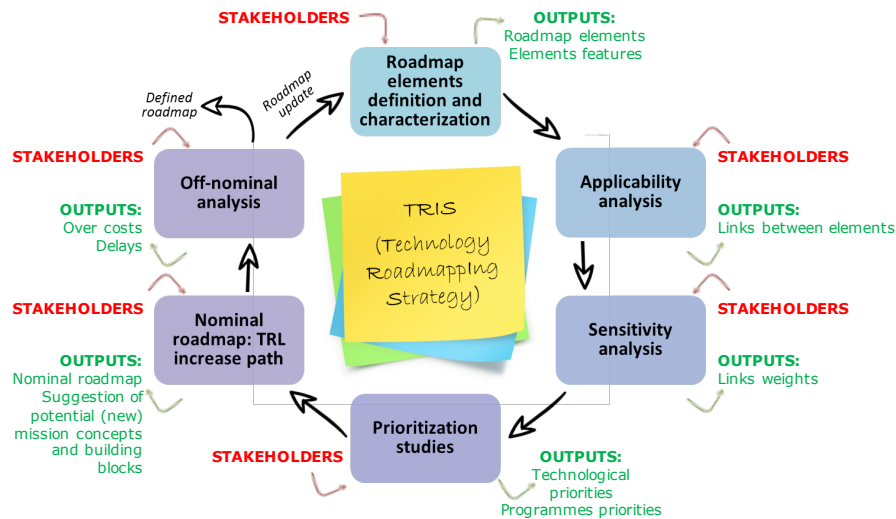 STAKEHOLDERS
OUTPUTS:
Roadmap elements
Elements features
Roadmap
elements
definition and
characterization
Defined
roadmap
Roadmap
update
STAKEHOLDERS
Off-nominal
analysis
OUTPUTS:
Over costs
Delays
TRIS
(Technology
RoadmappIng
Strategy)
Applicability
analysis
STAKEHOLDERS
OUTPUTS:
Links between elements
STAKEHOLDERS
Nominal
roadmap: TRL
increase path
OUTPUTS:
Nominal roadmap
Suggestion of
potential (new)
mission concepts
and building
blocks
Sensitivity
analysis
STAKEHOLDERS
OUTPUTS:
Links weights
Prioritization
studies
STAKEHOLDERS
OUTPUTS:
Technological
priorities
Programmes priorities